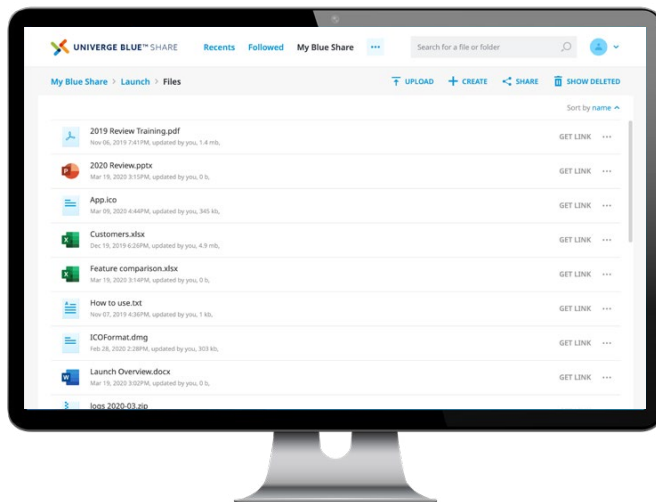 UNIVERGE BLUE™ SHARE Recents Followed My Blue Share ••• Search for a file or folder
My Blue Share > Launch > Files UPLOAD CREATE SHARE SHOW DELETED
Sort by name
2019 Review Training.pdf
Nov 06, 2019 7:41PM, updated by you, 1.4 mb,
GET LINK •••
2020 Review.pptx
Mar 19, 2020 3:15PM, updated by you, 0 b,
GET LINK •••
App.ico
Mar 09, 2020 4:44PM, updated by you, 345 kb,
GET LINK •••
Customers.xlsx
Dec 19, 2019 6:26PM, updated by you, 4.9 mb,
GET LINK •••
Feature comparison.xlsx
Mar 19, 2020 3:14PM, updated by you, 0 b,
GET LINK •••
How to use.txt
Nov 07, 2019 4:36PM, updated by you, 1 kb,
GET LINK •••
ICOFormat.dmg
Feb 28, 2020 2:28PM, updated by you, 303 kb,
GET LINK •••
Launch Overview.docx
Mar 19, 2020 3:02PM, updated by you, 0 b,
GET LINK •••
logs 2020-03.zip